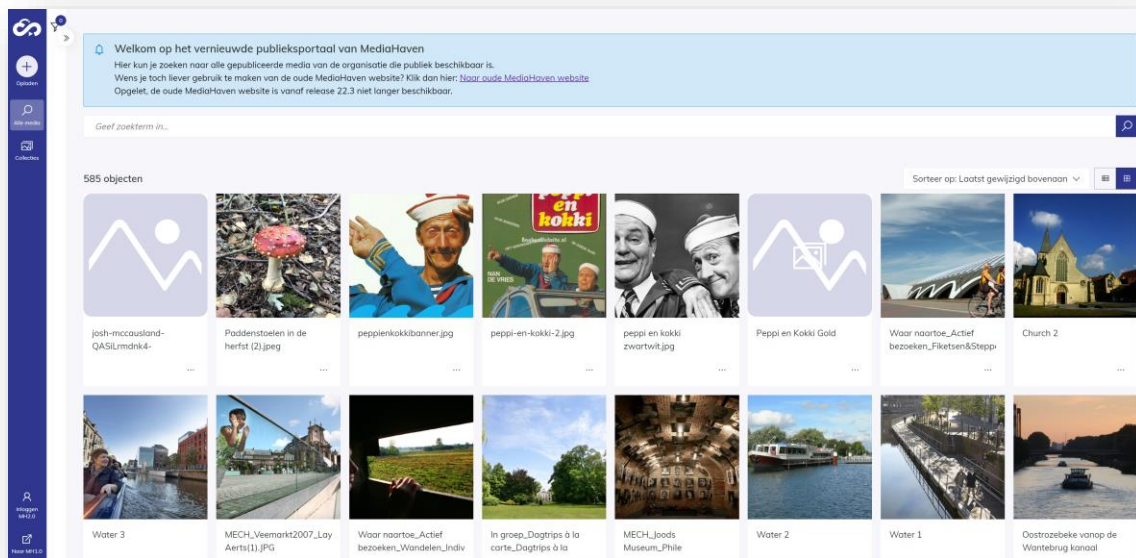 0
»
Welkom op het vernieuwde publieksportaal van MediaHaven
Hier kun je zoeken naar alle gepubliceerde media van de organisatie die publiek beschikbaar is.
Wens je toch liever gebruik te maken van de oude MediaHaven website? Klik dan hier: Naar oude MediaHaven website
Opgelet, de oude MediaHaven website is vanaf release 22.3 niet langer beschikbaar.
Opladen
Alle media
Collecties
Geef zoekterm in...
585 objecten
Sorteer op: Laatst gewijzigd bovenaan
en
kokki
NAN
DE VRIES
josh-mccausland-
QASiLrmdnk4-
Paddenstoelen in de
herfst (2).jpeg
peppienkokkibanner.jpg
peppi-en-kokki-2.jpg
peppi en kokki
zwartwit.jpg
Peppi en Kokki Gold
Waar naartoe_Actief
bezoeken_Fiketsen&Steppe
Church 2
... ... ... ... ... ... ... ...
Water 3
MECH_Veemarkt2007_Lay
Aerts(1).JPG
Waar naartoe_Actief
bezoeken_Wandelen_Indiv
In groep_Dagtrips à la
carte_Dagtrips à la
MECH_Joods
Museum_Phile
Water 2
Water 1
Oostrozebeke vanop de
Wantebrug kanaal
Inloggen
MH2.0
Naar MH1.0